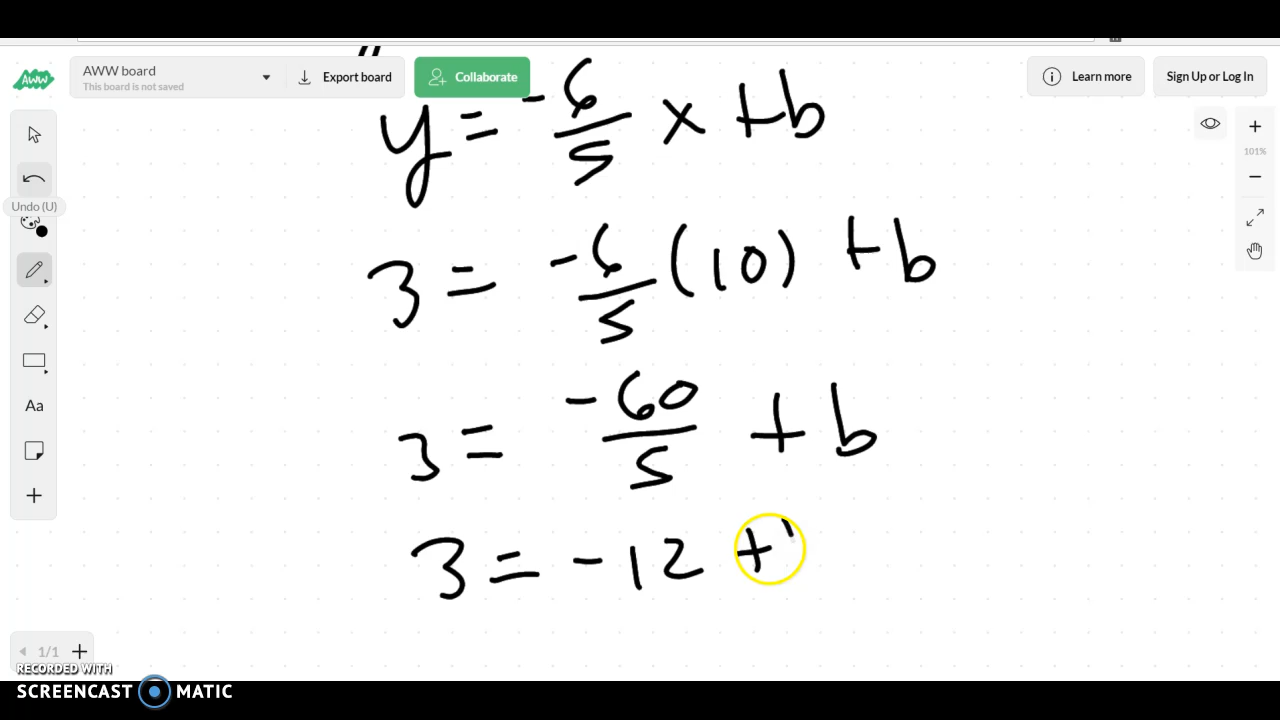 AWW
AWW board
This board is not saved
Export board
Collaborate
Learn more
Sign Up or Log In
y = -6/5 x + b
101%
Undo (U)
3 = -6/5 (10) + b
3 = -60/5 + b
Aa
3 = -12 +
1/1
RECORDED WITH
SCREENCAST MATIC